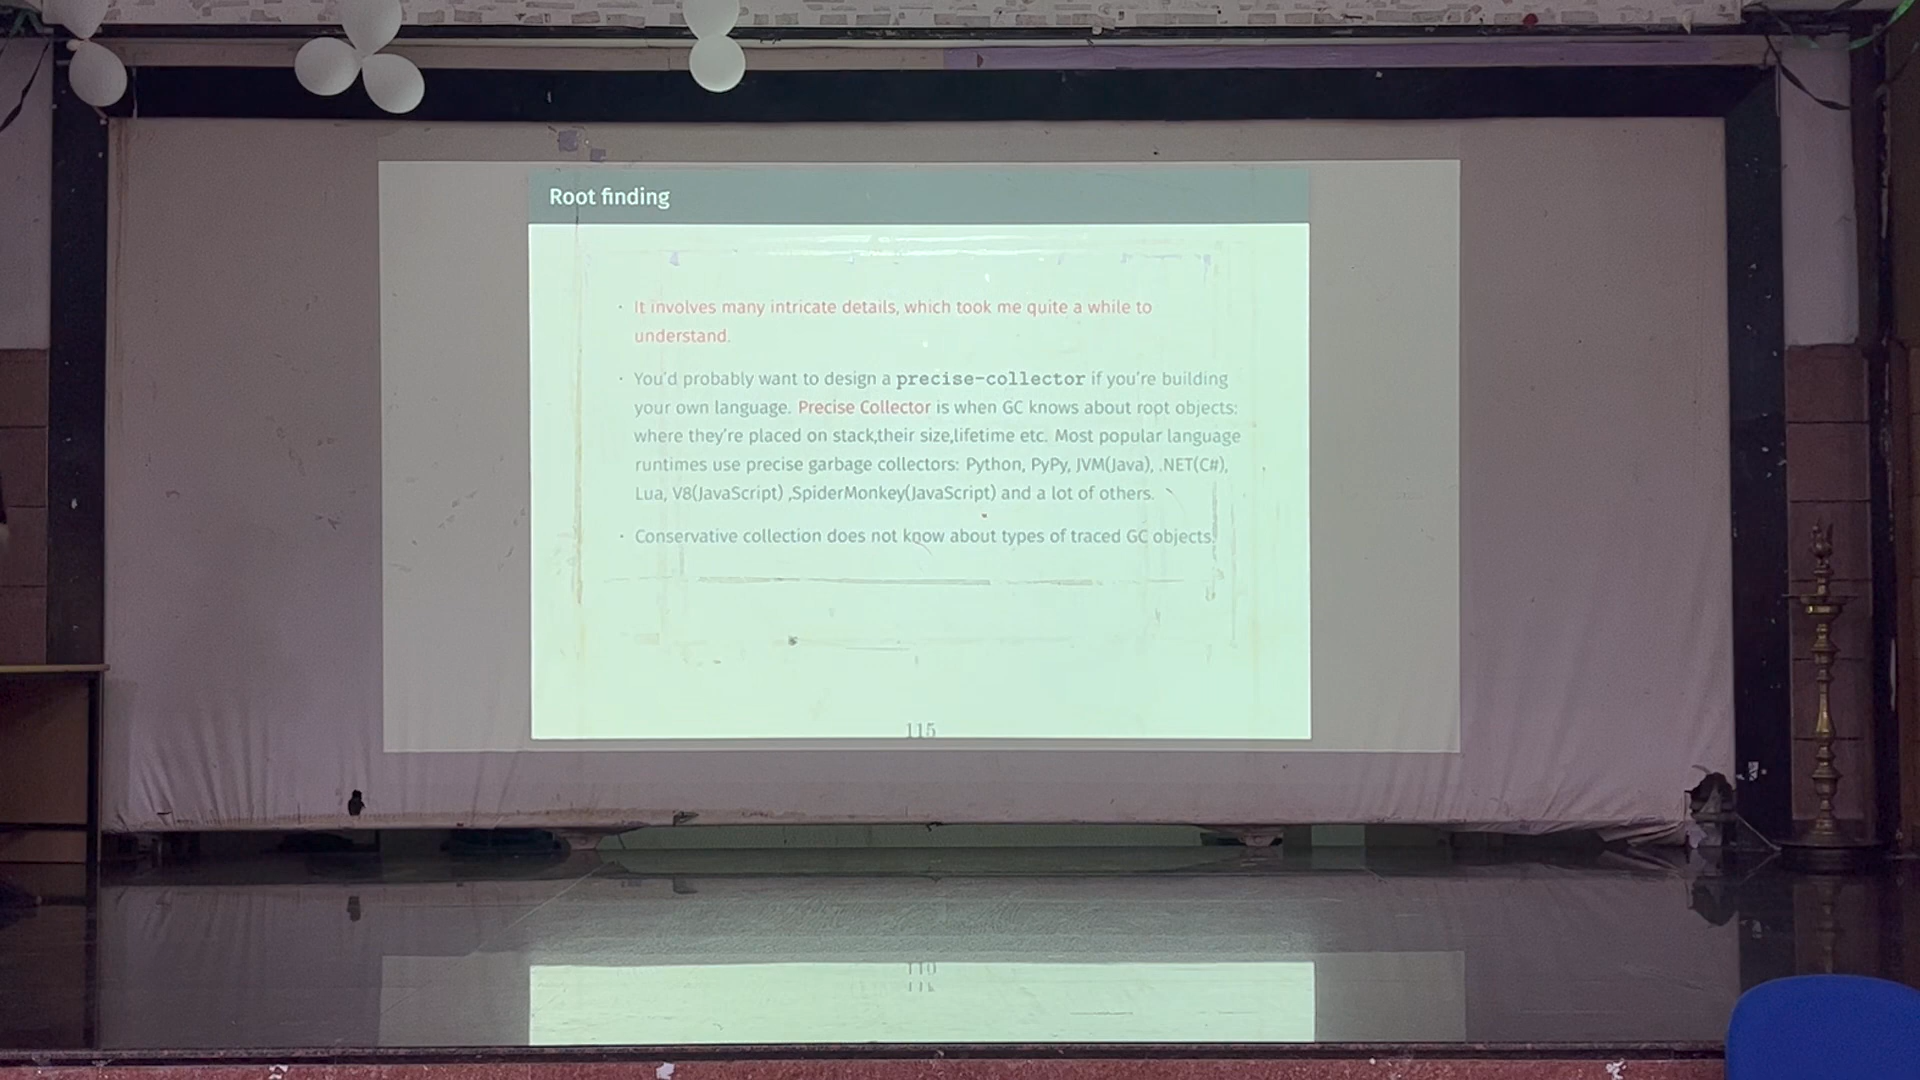 Root finding
· It involves many intricate details, which took me quite a while to
understand.
· You'd probably want to design a precise-collector if you're building
your own language. Precise Collector is when GC knows about root objects:
where they're placed on stack,their size,lifetime etc. Most popular language
runtimes use precise garbage collectors: Python, PyPy, JVM(Java), .NET(C#),
Lua, V8(JavaScript) ,SpiderMonkey(JavaScript) and a lot of others.
· Conservative collection does not know about types of traced GC objects.
115